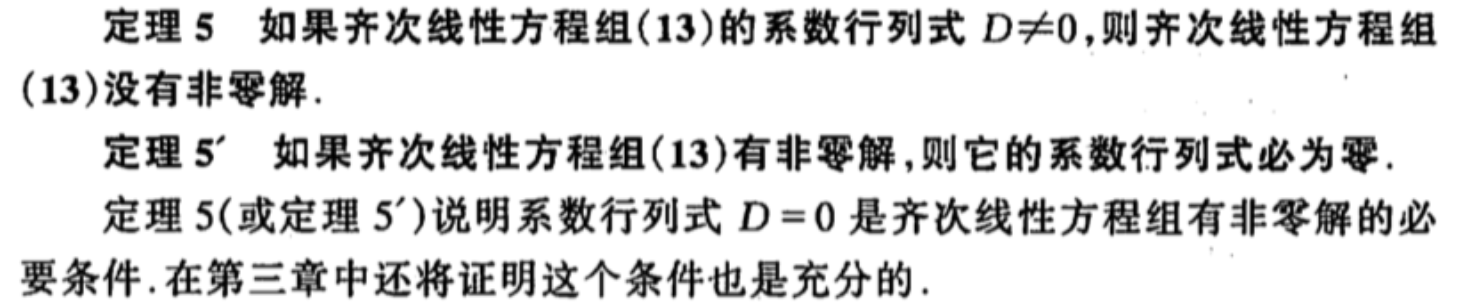 定理 5　如果齐次线性方程组(13)的系数行列式 D≠0,则齐次线性方程组
(13)没有非零解.
定理 5′　如果齐次线性方程组(13)有非零解,则它的系数行列式必为零.
定理 5(或定理 5′)说明系数行列式 D=0 是齐次线性方程组有非零解的必
要条件.在第三章中还将证明这个条件也是充分的.